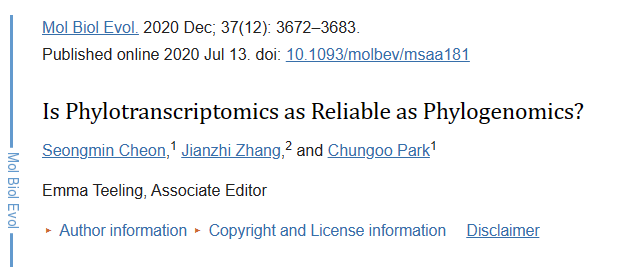 Mol Biol Evol. 2020 Dec; 37(12): 3672–3683.
Published online 2020 Jul 13. doi: 10.1093/molbev/msaa181
Is Phylotranscriptomics as Reliable as Phylogenomics?
Seongmin Cheon,1 Jianzhi Zhang,2 and Chungoo Park1
Emma Teeling, Associate Editor
Author information Copyright and License information Disclaimer
Mol Biol Evol